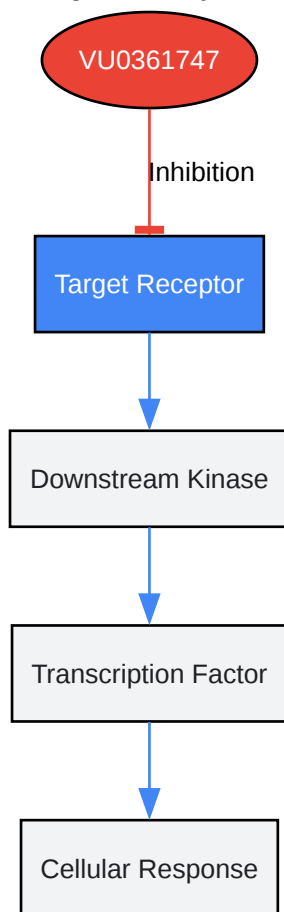 VU0361747
Inhibition
Target Receptor
Downstream Kinase
Transcription Factor
Cellular Response